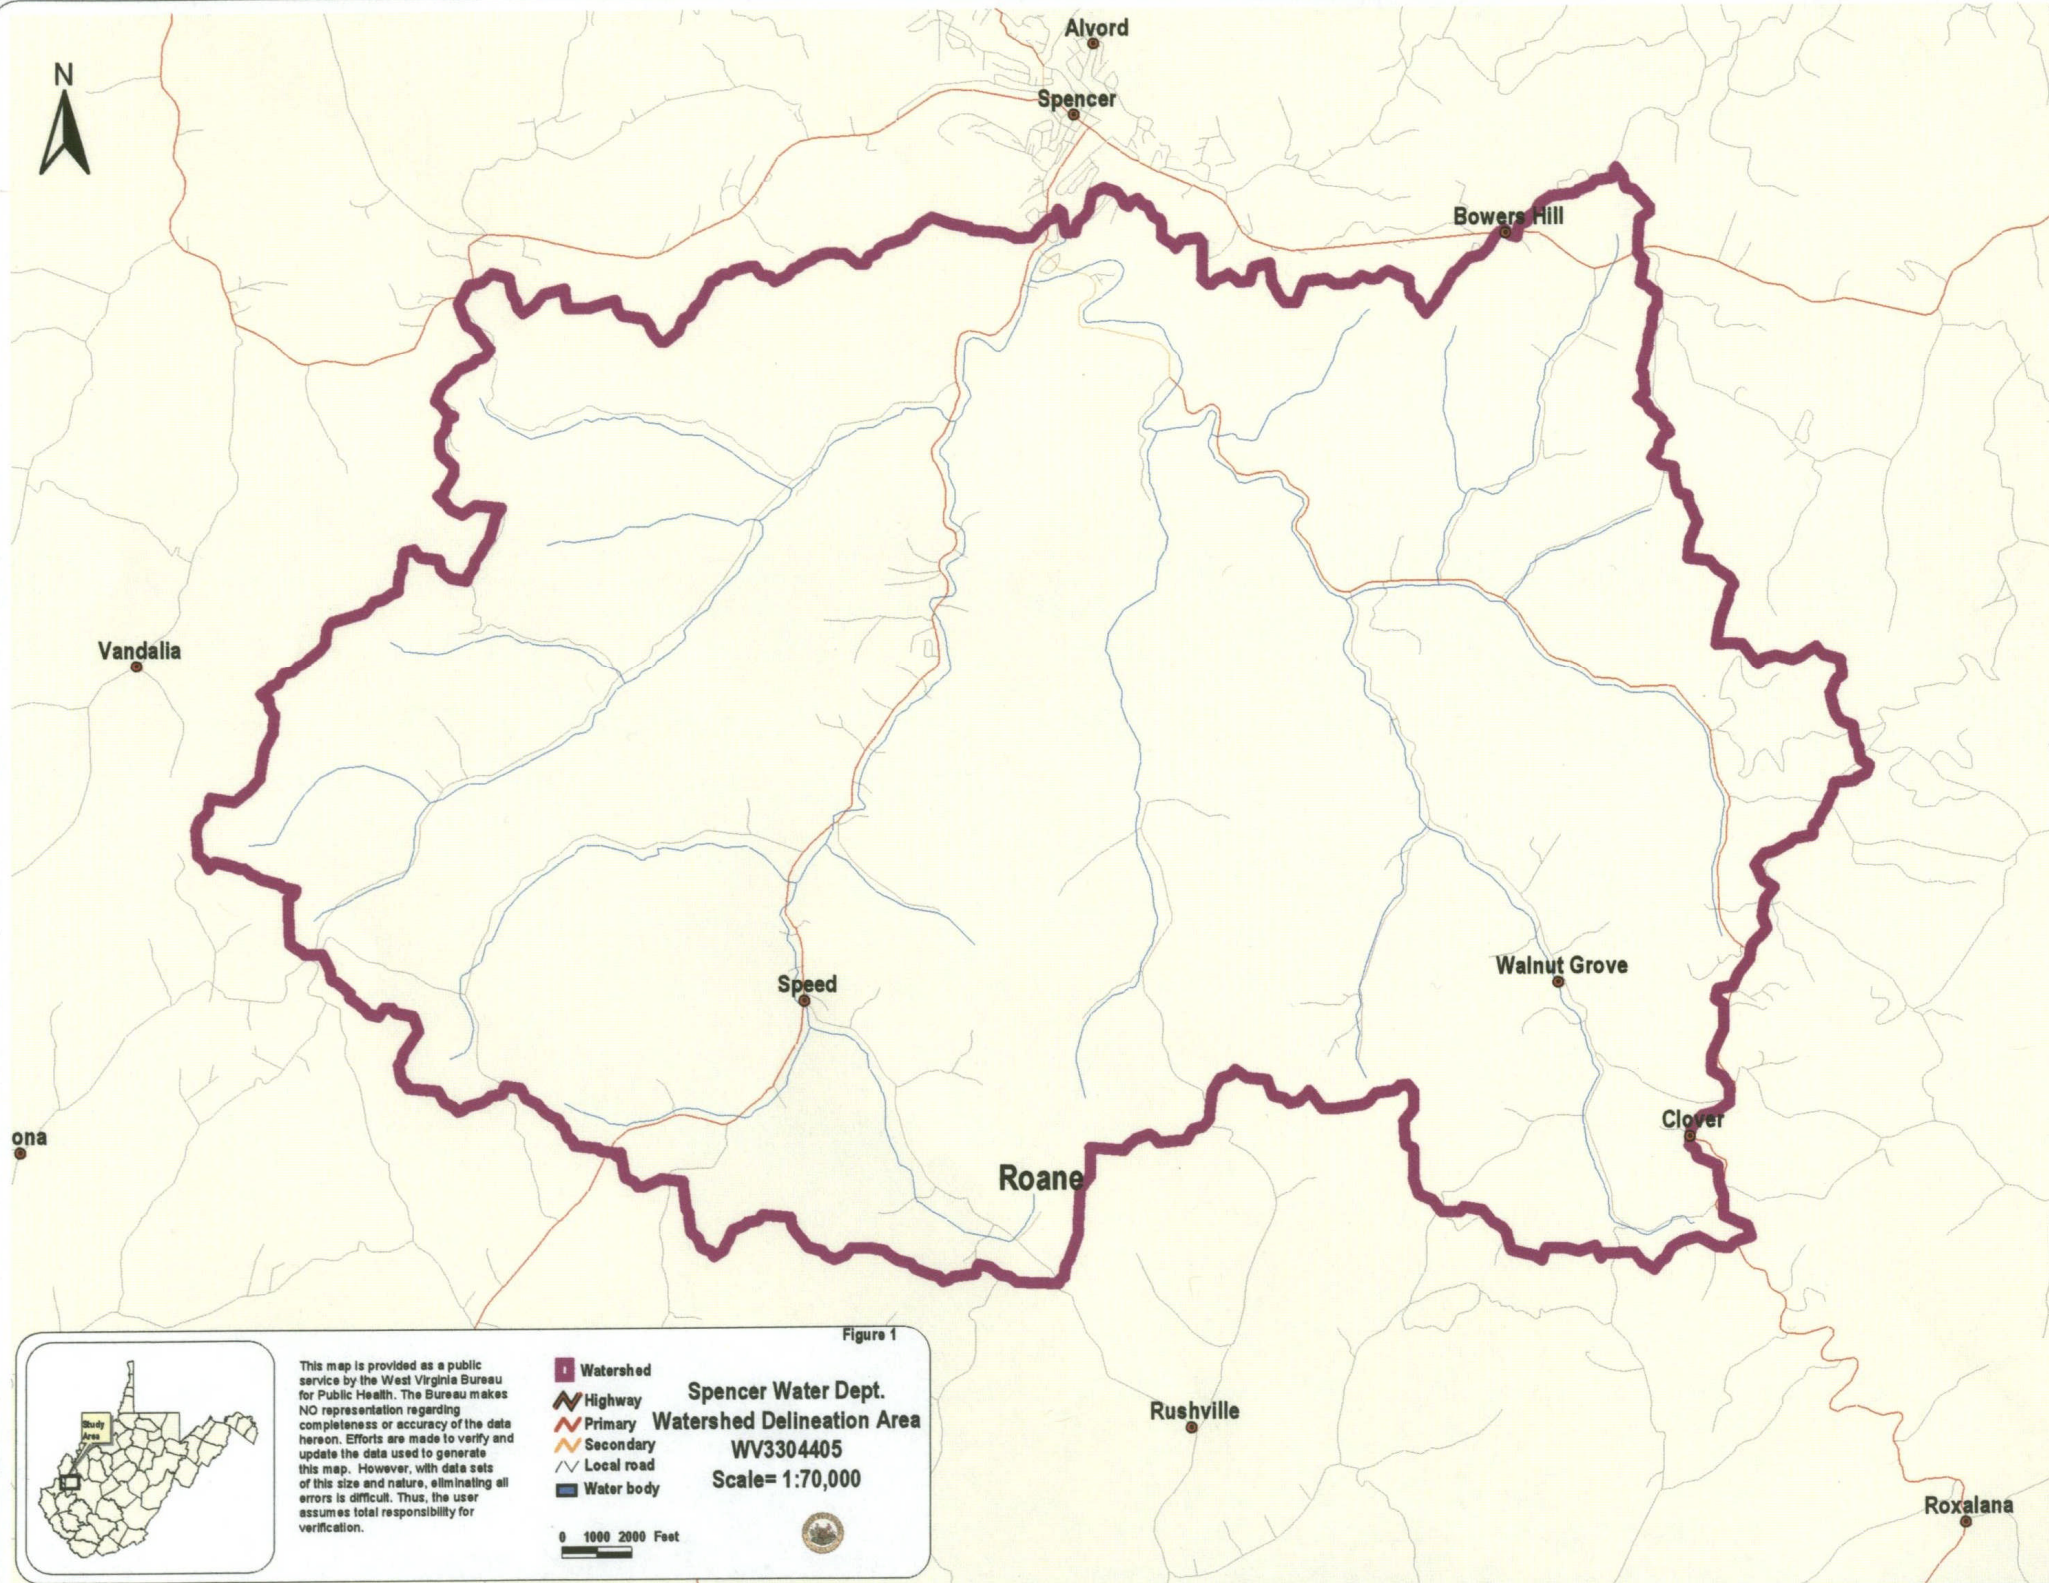 N
Alvord
Spencer
Bowers Hill
Vandalia
Speed
Walnut Grove
ona
Clover
Roane
Rushville
Roxalana
Figure 1
Study
Area
This map is provided as a public
service by the West Virginia Bureau
for Public Health. The Bureau makes
NO representation regarding
completeness or accuracy of the data
hereon. Efforts are made to verify and
update the data used to generate
this map. However, with data sets
of this size and nature, eliminating all
errors is difficult. Thus, the user
assumes total responsibility for
verification.
Watershed
Highway
Primary
Secondary
Local road
Water body
0 1000 2000 Feet
Spencer Water Dept.
Watershed Delineation Area
WV3304405
Scale= 1:70,000